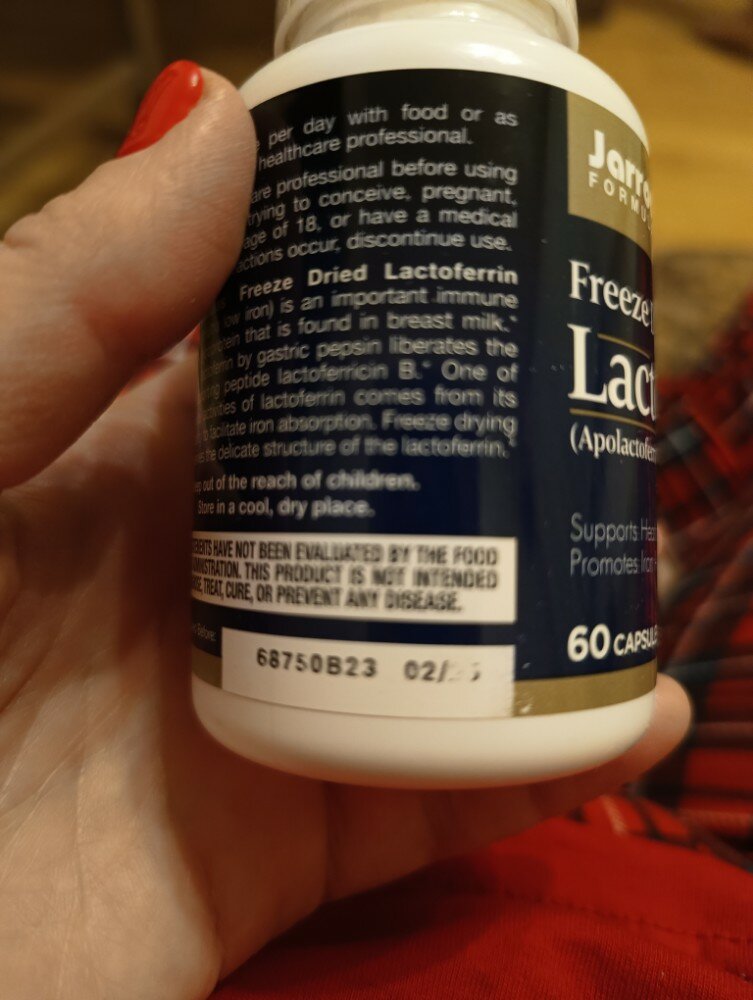 per day with food or as
healthcare professional.
professional before using
trying to conceive, pregnant,
age of 18, or have a medical
occur, discontinue use.
Freeze Dried Lactoferrin
low iron) is an important immune
that is found in breast milk.*
by gastric pepsin liberates the
peptide lactoferricin B.* One of
of lactoferrin comes from its
to facilitate iron absorption. Freeze drying
the delicate structure of the lactoferrin.*
out of the reach of children.
Store in a cool, dry place.
HAVE NOT BEEN EVALUATED BY THE FOOD
THIS PRODUCT IS NOT INTENDED
TREAT, CURE, OR PREVENT ANY DISEASE.
Before:
68750B23 02/
Jarro
FORMU
Freeze
Lact
(Apolactofer
Supports
Promotes Iron
60 CAPSULE